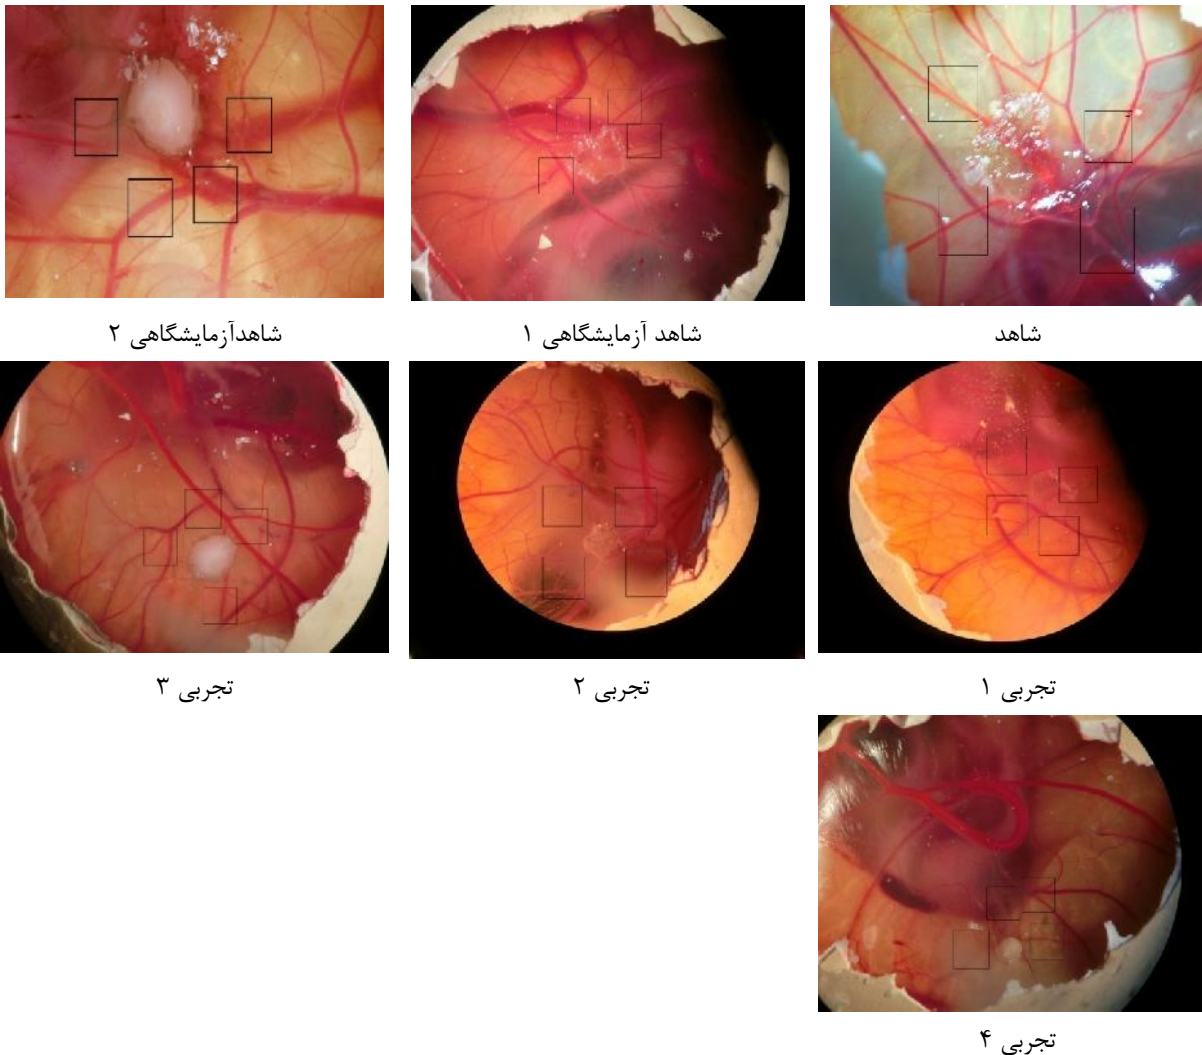 شاهد
شاهد آزمایشگاهی ۱
شاهدآزمایشگاهی ۲
تجربی ۱
تجربی ۲
تجربی ۳
تجربی ۴